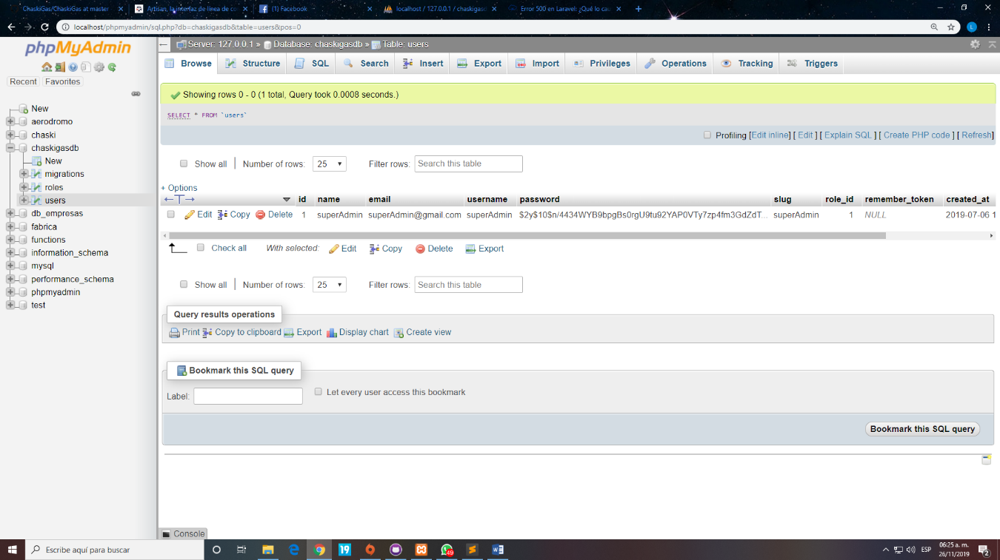 ChaskiGas/ChaskiGas at master
Artisan, la interfaz de línea de co
(1) Facebook
localhost / 127.0.0.1 / chaskigas
Error 500 en Laravel: ¿Qué lo ca
localhost/phpmyadmin/sql.php?db=chaskigasdb&table=users&pos=0
L
phpMyAdmin
Recent Favorites
New
aerodromo
chaski
chaskigasdb
New
migrations
roles
users
db_empresas
fabrica
functions
information_schema
mysql
performance_schema
phpmyadmin
test
Server: 127.0.0.1 » Database: chaskigasdb » Table: users
Browse Structure SQL Search Insert Export Import Privileges Operations Tracking Triggers
Showing rows 0 - 0 (1 total, Query took 0.0008 seconds.)
SELECT * FROM `users`
Profiling [Edit inline] [ Edit ] [ Explain SQL ] [ Create PHP code ] [ Refresh]
Show all Number of rows: 25 Filter rows: Search this table
+ Options
←T→ id name email username password slug role_id remember_token created_at
Edit Copy Delete 1 superAdmin superAdmin@gmail.com superAdmin $2y$10$n/4434WYB9bpgBs0rgU9tu92YAP0VTy7zp4fm3GdZdT... superAdmin 1 NULL 2019-07-06 1
Check all With selected: Edit Copy Delete Export
Show all Number of rows: 25 Filter rows: Search this table
Query results operations
Print Copy to clipboard Export Display chart Create view
Bookmark this SQL query
Label: Let every user access this bookmark
Bookmark this SQL query
Console
Escribe aquí para buscar
19
49
ESP
06:25 a. m.
26/11/2019
2